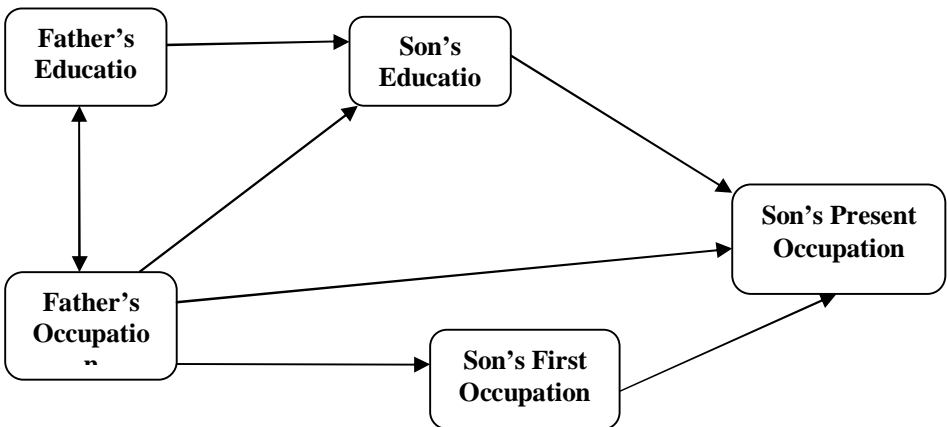 Father’s
Educatio
Son’s
Educatio
Son’s Present
Occupation
Father’s
Occupatio
n
Son’s First
Occupation